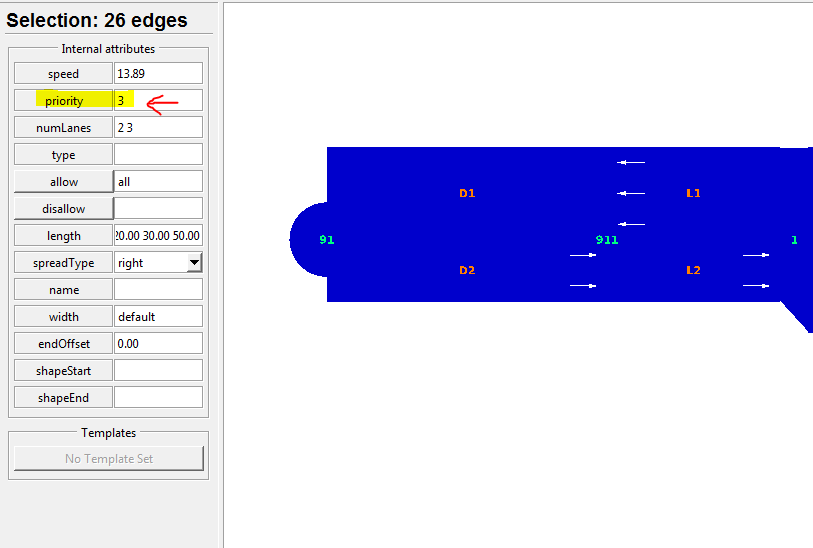 Selection: 26 edges
Internal attributes
speed 13.89
priority 3
numLanes 2 3
type
allow all
disallow
length 20.00 30.00 50.00
spreadType right
name
width default
endOffset 0.00
shapeStart
shapeEnd
Templates
No Template Set
D1 L1
91 911 1
D2 L2